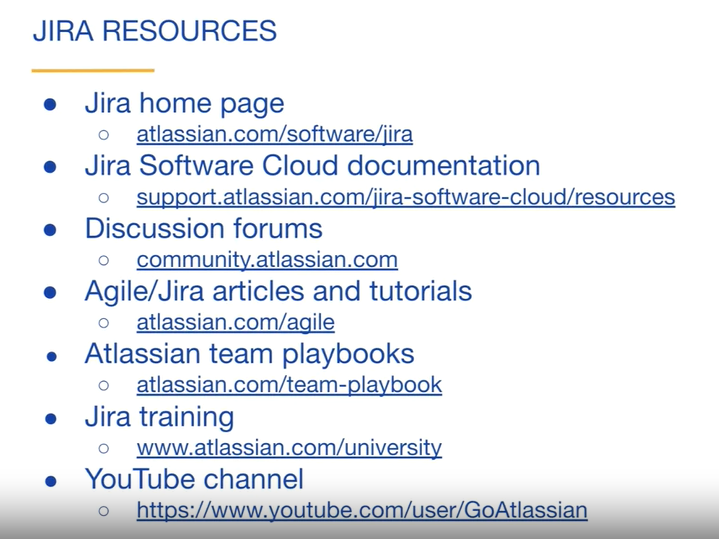 JIRA RESOURCES
● Jira home page
○ atlassian.com/software/jira
● Jira Software Cloud documentation
○ support.atlassian.com/jira-software-cloud/resources
● Discussion forums
○ community.atlassian.com
● Agile/Jira articles and tutorials
○ atlassian.com/agile
● Atlassian team playbooks
○ atlassian.com/team-playbook
● Jira training
○ www.atlassian.com/university
● YouTube channel
○ https://www.youtube.com/user/GoAtlassian